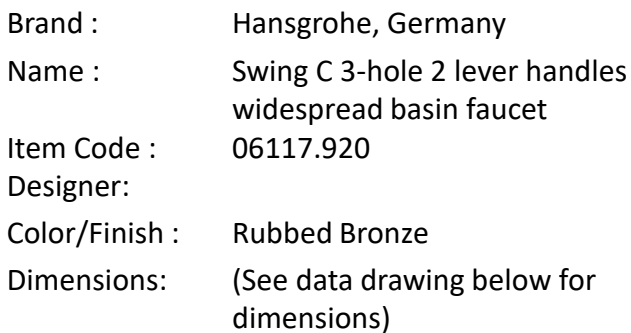 Brand : Hansgrohe, Germany
Name : Swing C 3-hole 2 lever handles
widespread basin faucet
Item Code : 06117.920
Designer:
Color/Finish : Rubbed Bronze
Dimensions: (See data drawing below for
dimensions)